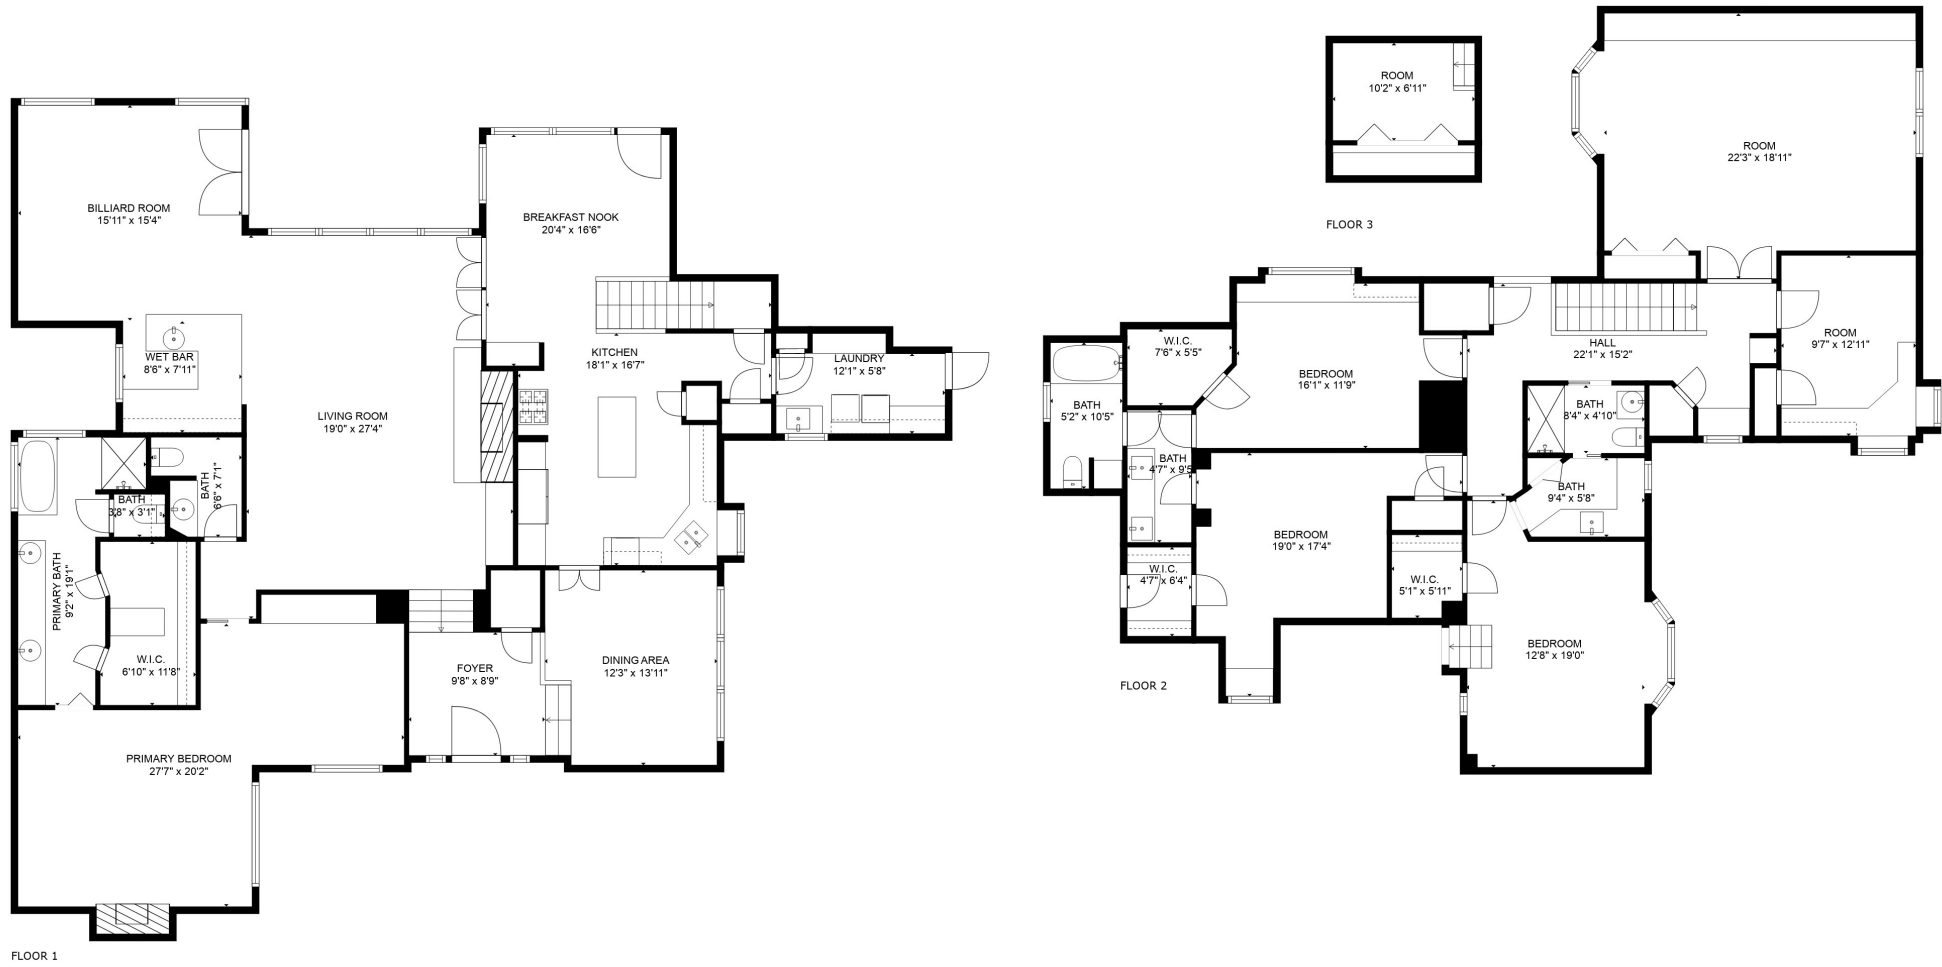 BILLIARD ROOM
15'11" x 15'4"
BREAKFAST NOOK
20'4" x 16'6"
WET BAR
8'6" x 7'11"
KITCHEN
18'1" x 16'7"
LAUNDRY
12'1" x 5'8"
LIVING ROOM
19'0" x 27'4"
BATH
3'8" x 3'1"
BATH
6'6" x 7'1"
PRIMARY BATH
9'2" x 19'1"
W.I.C.
6'10" x 11'8"
FOYER
9'8" x 8'9"
DINING AREA
12'3" x 13'11"
PRIMARY BEDROOM
27'7" x 20'2"
FLOOR 1
ROOM
10'2" x 6'11"
FLOOR 3
ROOM
22'3" x 18'11"
W.I.C.
7'6" x 5'5"
BEDROOM
16'1" x 11'9"
HALL
22'1" x 15'2"
ROOM
9'7" x 12'11"
BATH
5'2" x 10'5"
BATH
8'4" x 4'10"
BATH
4'7" x 9'5"
BATH
9'4" x 5'8"
BEDROOM
19'0" x 17'4"
W.I.C.
4'7" x 6'4"
W.I.C.
5'1" x 5'11"
BEDROOM
12'8" x 19'0"
FLOOR 2